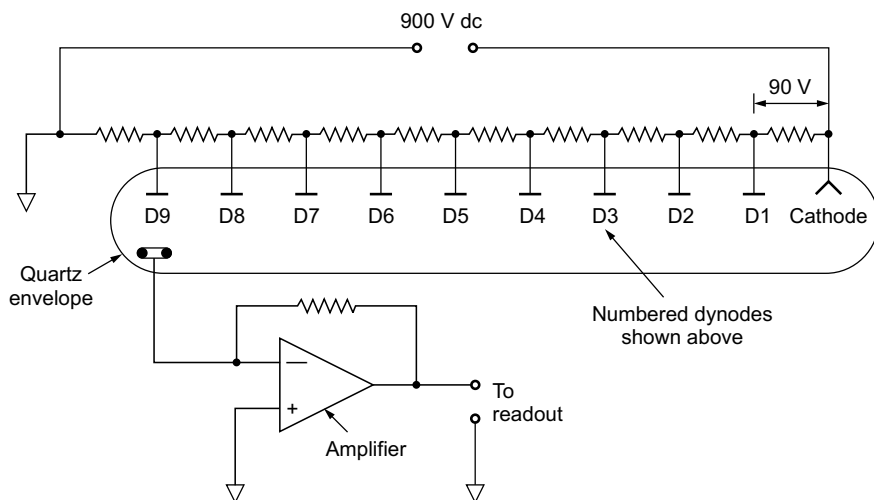 900 V dc
90 V
D9
D8
D7
D6
D5
D4
D3
D2
D1
Cathode
Quartz
envelope
Numbered dynodes
shown above
−
+
To
readout
Amplifier